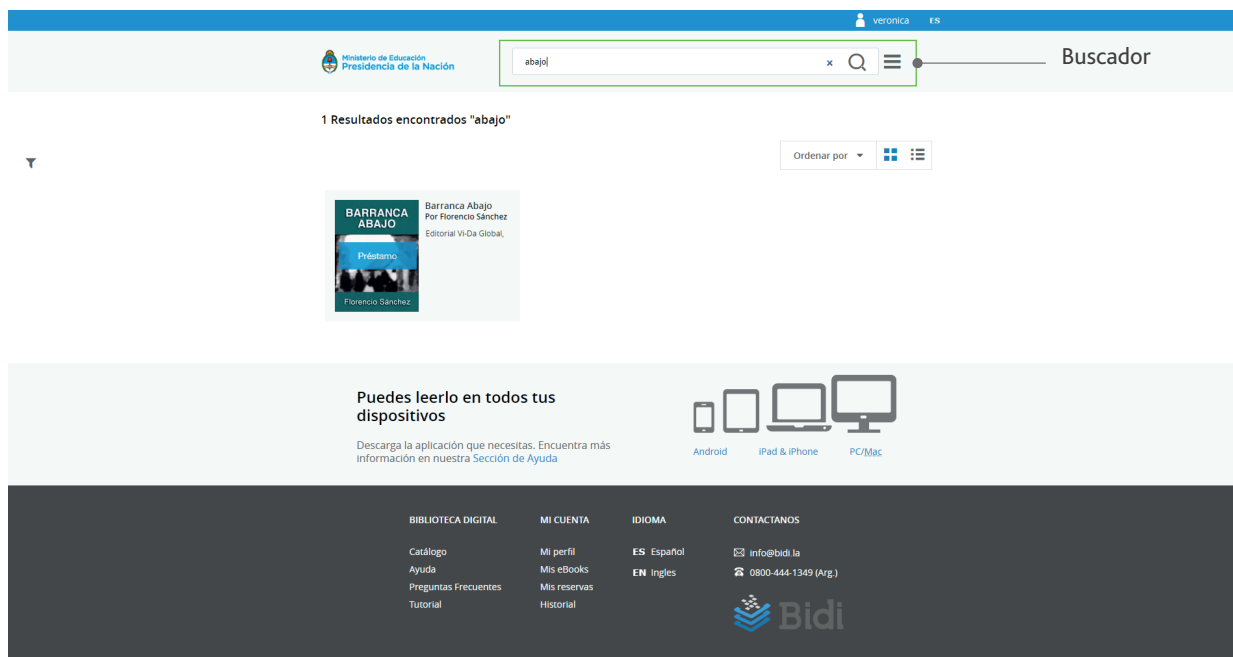 veronica ES
Ministerio de Educación
Presidencia de la Nación
abajo
x
Buscador
1 Resultados encontrados "abajo"
Ordenar por
BARRANCA
ABAJO
Préstamo
Florencio Sánchez
Barranca Abajo
Por Florencio Sánchez
Editorial Vi-Da Global,
Puedes leerlo en todos tus
dispositivos
Descarga la aplicación que necesitas. Encuentra más
información en nuestra Sección de Ayuda
Android iPad & iPhone PC/Mac
BIBLIOTECA DIGITAL
Catálogo
Ayuda
Preguntas Frecuentes
Tutorial
MI CUENTA
Mi perfil
Mis eBooks
Mis reservas
Historial
IDIOMA
ES Español
EN Ingles
CONTACTANOS
info@bidi.la
0800-444-1349 (Arg.)
Bidi